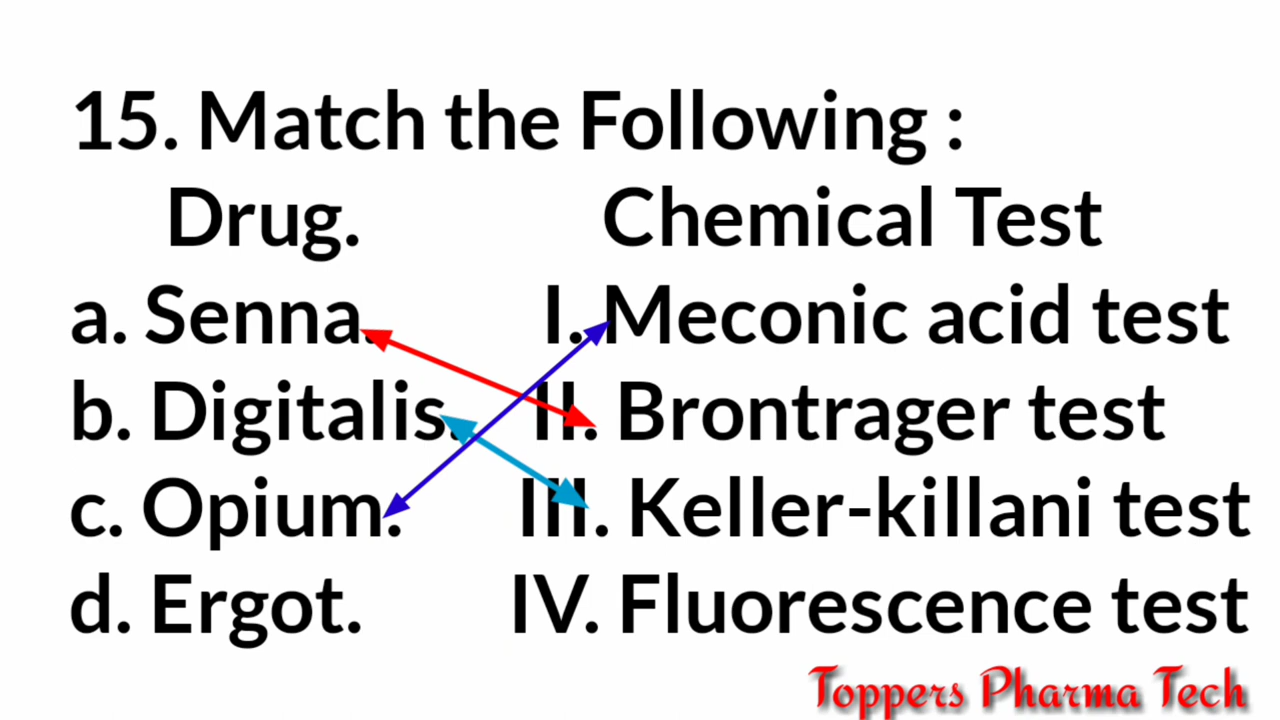 15. Match the Following :
Drug. Chemical Test
a. Senna. I. Meconic acid test
b. Digitalis. II. Brontrager test
c. Opium. III. Keller-killani test
d. Ergot. IV. Fluorescence test
Toppers Pharma Tech